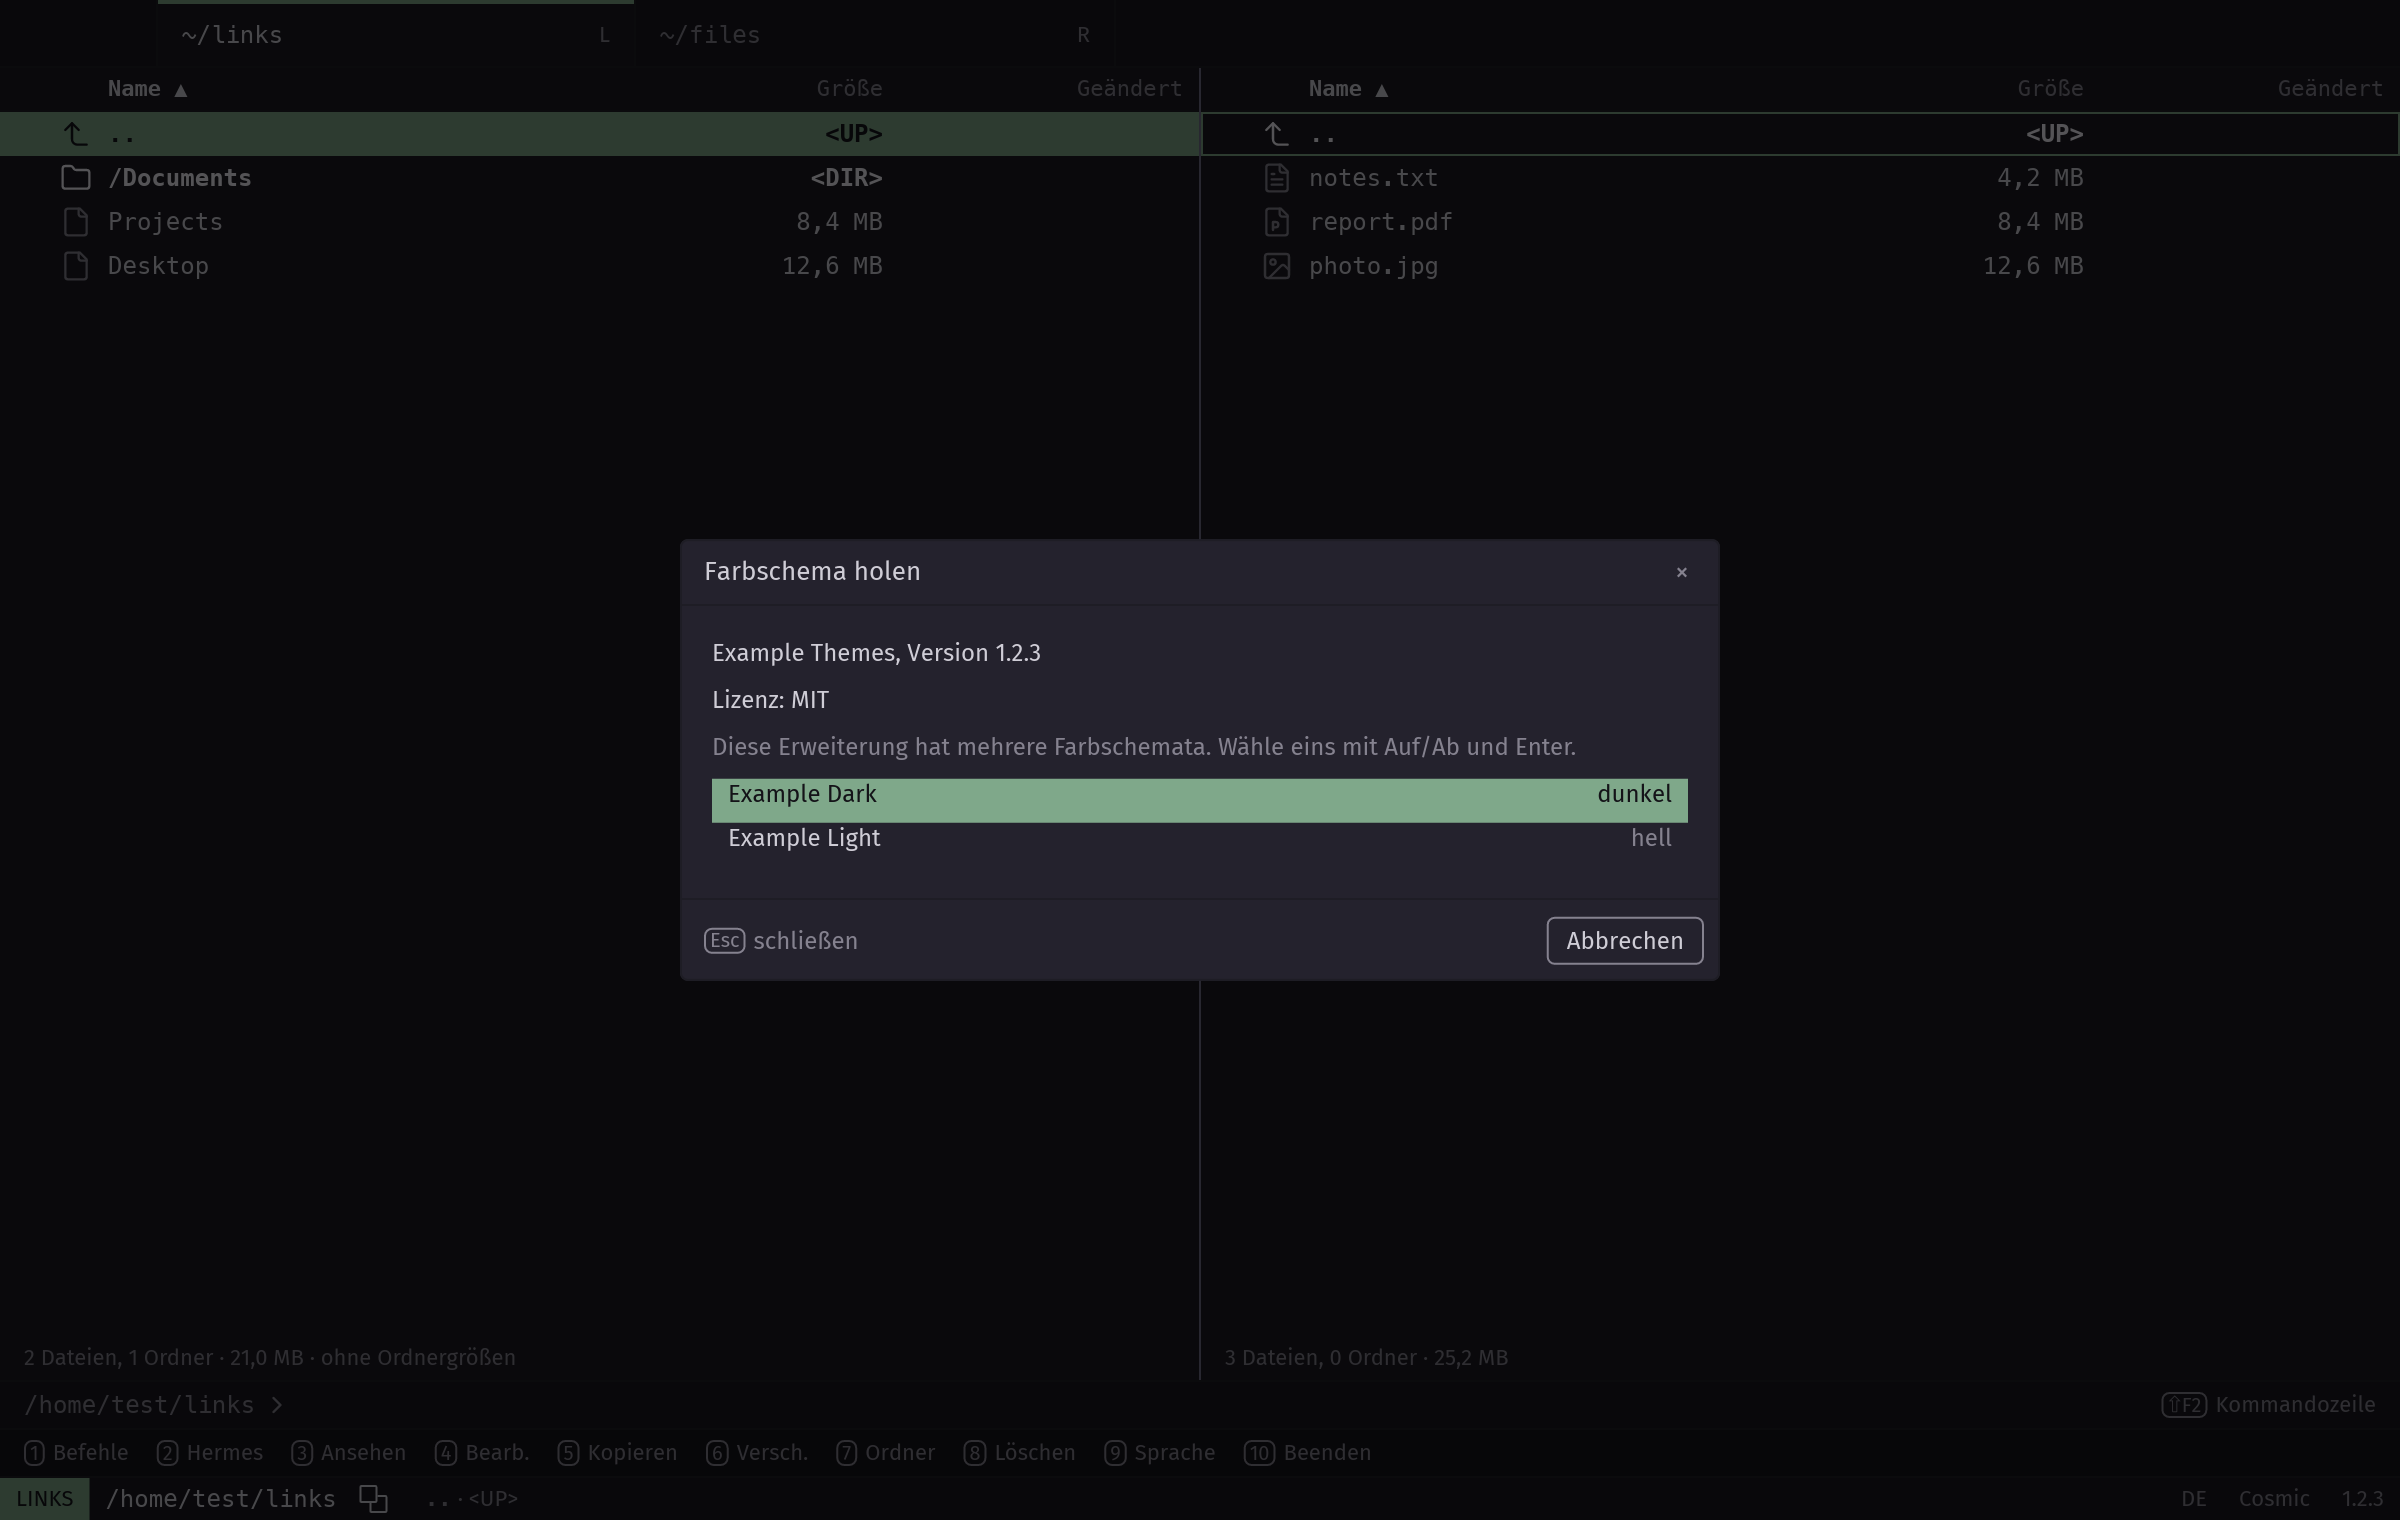 ~/links L ~/files R
Name ▲ Größe Geändert Name ▲ Größe Geändert
.. <UP> .. <UP>
/Documents <DIR> notes.txt 4,2 MB
Projects 8,4 MB report.pdf 8,4 MB
Desktop 12,6 MB photo.jpg 12,6 MB
Farbschema holen ×
Example Themes, Version 1.2.3
Lizenz: MIT
Diese Erweiterung hat mehrere Farbschemata. Wähle eins mit Auf/Ab und Enter.
Example Dark dunkel
Example Light hell
Esc schließen Abbrechen
2 Dateien, 1 Ordner · 21,0 MB · ohne Ordnergrößen 3 Dateien, 0 Ordner · 25,2 MB
/home/test/links > ⇧F2 Kommandozeile
1 Befehle 2 Hermes 3 Ansehen 4 Bearb. 5 Kopieren 6 Versch. 7 Ordner 8 Löschen 9 Sprache 10 Beenden
LINKS /home/test/links .. · <UP> DE Cosmic 1.2.3